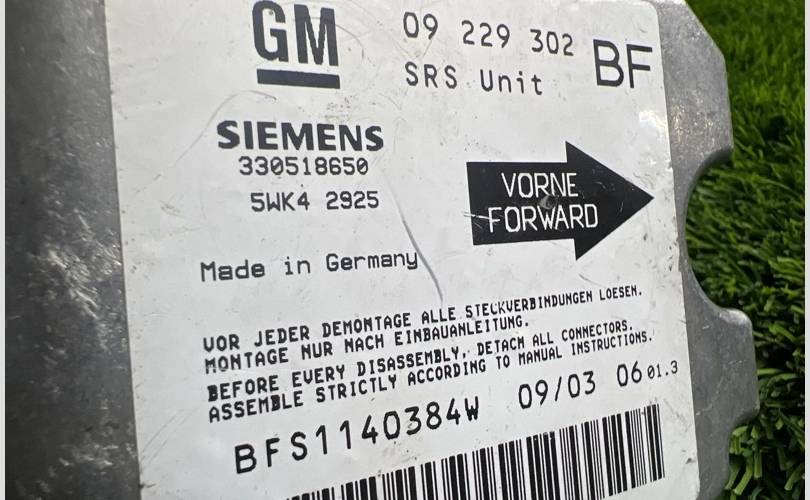 GM
09 229 302 BF
SRS Unit
SIEMENS
330518650
5WK4 2925
VORNE
FORWARD
Made in Germany
VOR JEDER DEMONTAGE ALLE STECKVERBINDUNGEN LOESEN.
MONTAGE NUR NACH EINBAUANLEITUNG.
BEFORE EVERY DISASSEMBLY, DETACH ALL CONNECTORS.
ASSEMBLE STRICTLY ACCORDING TO MANUAL INSTRUCTIONS.
BFS1140384W 09/03 06 01.3